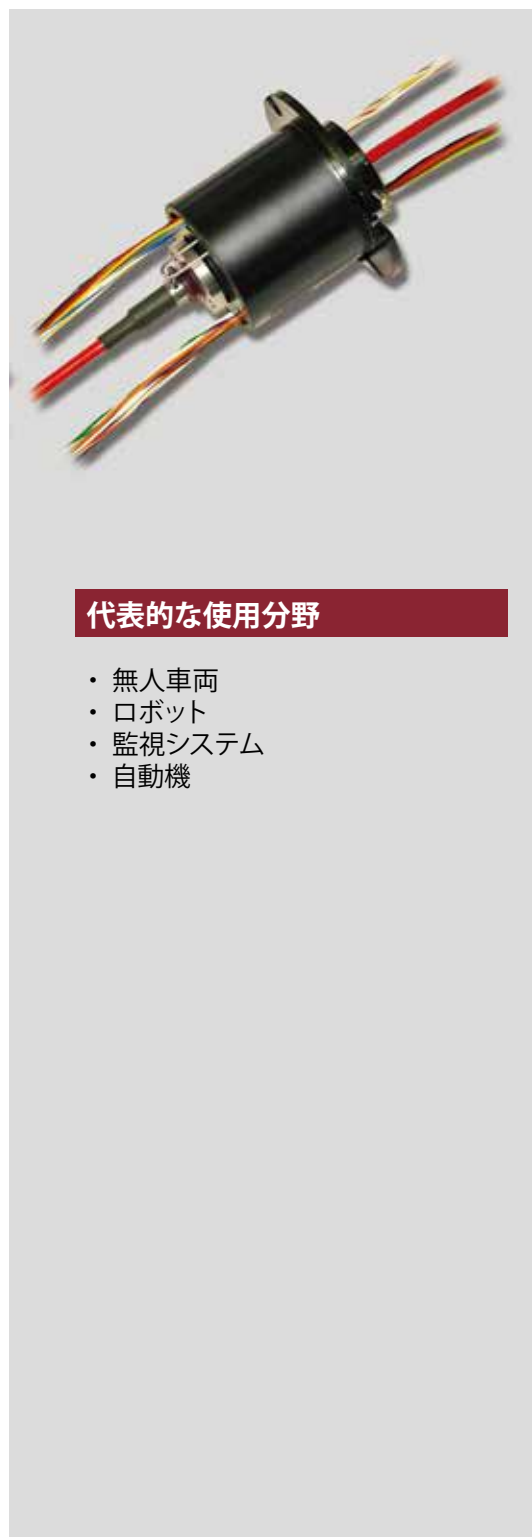 代表的な使用分野
・ 無人車両
・ ロボット
・ 監視システム
・ 自動機